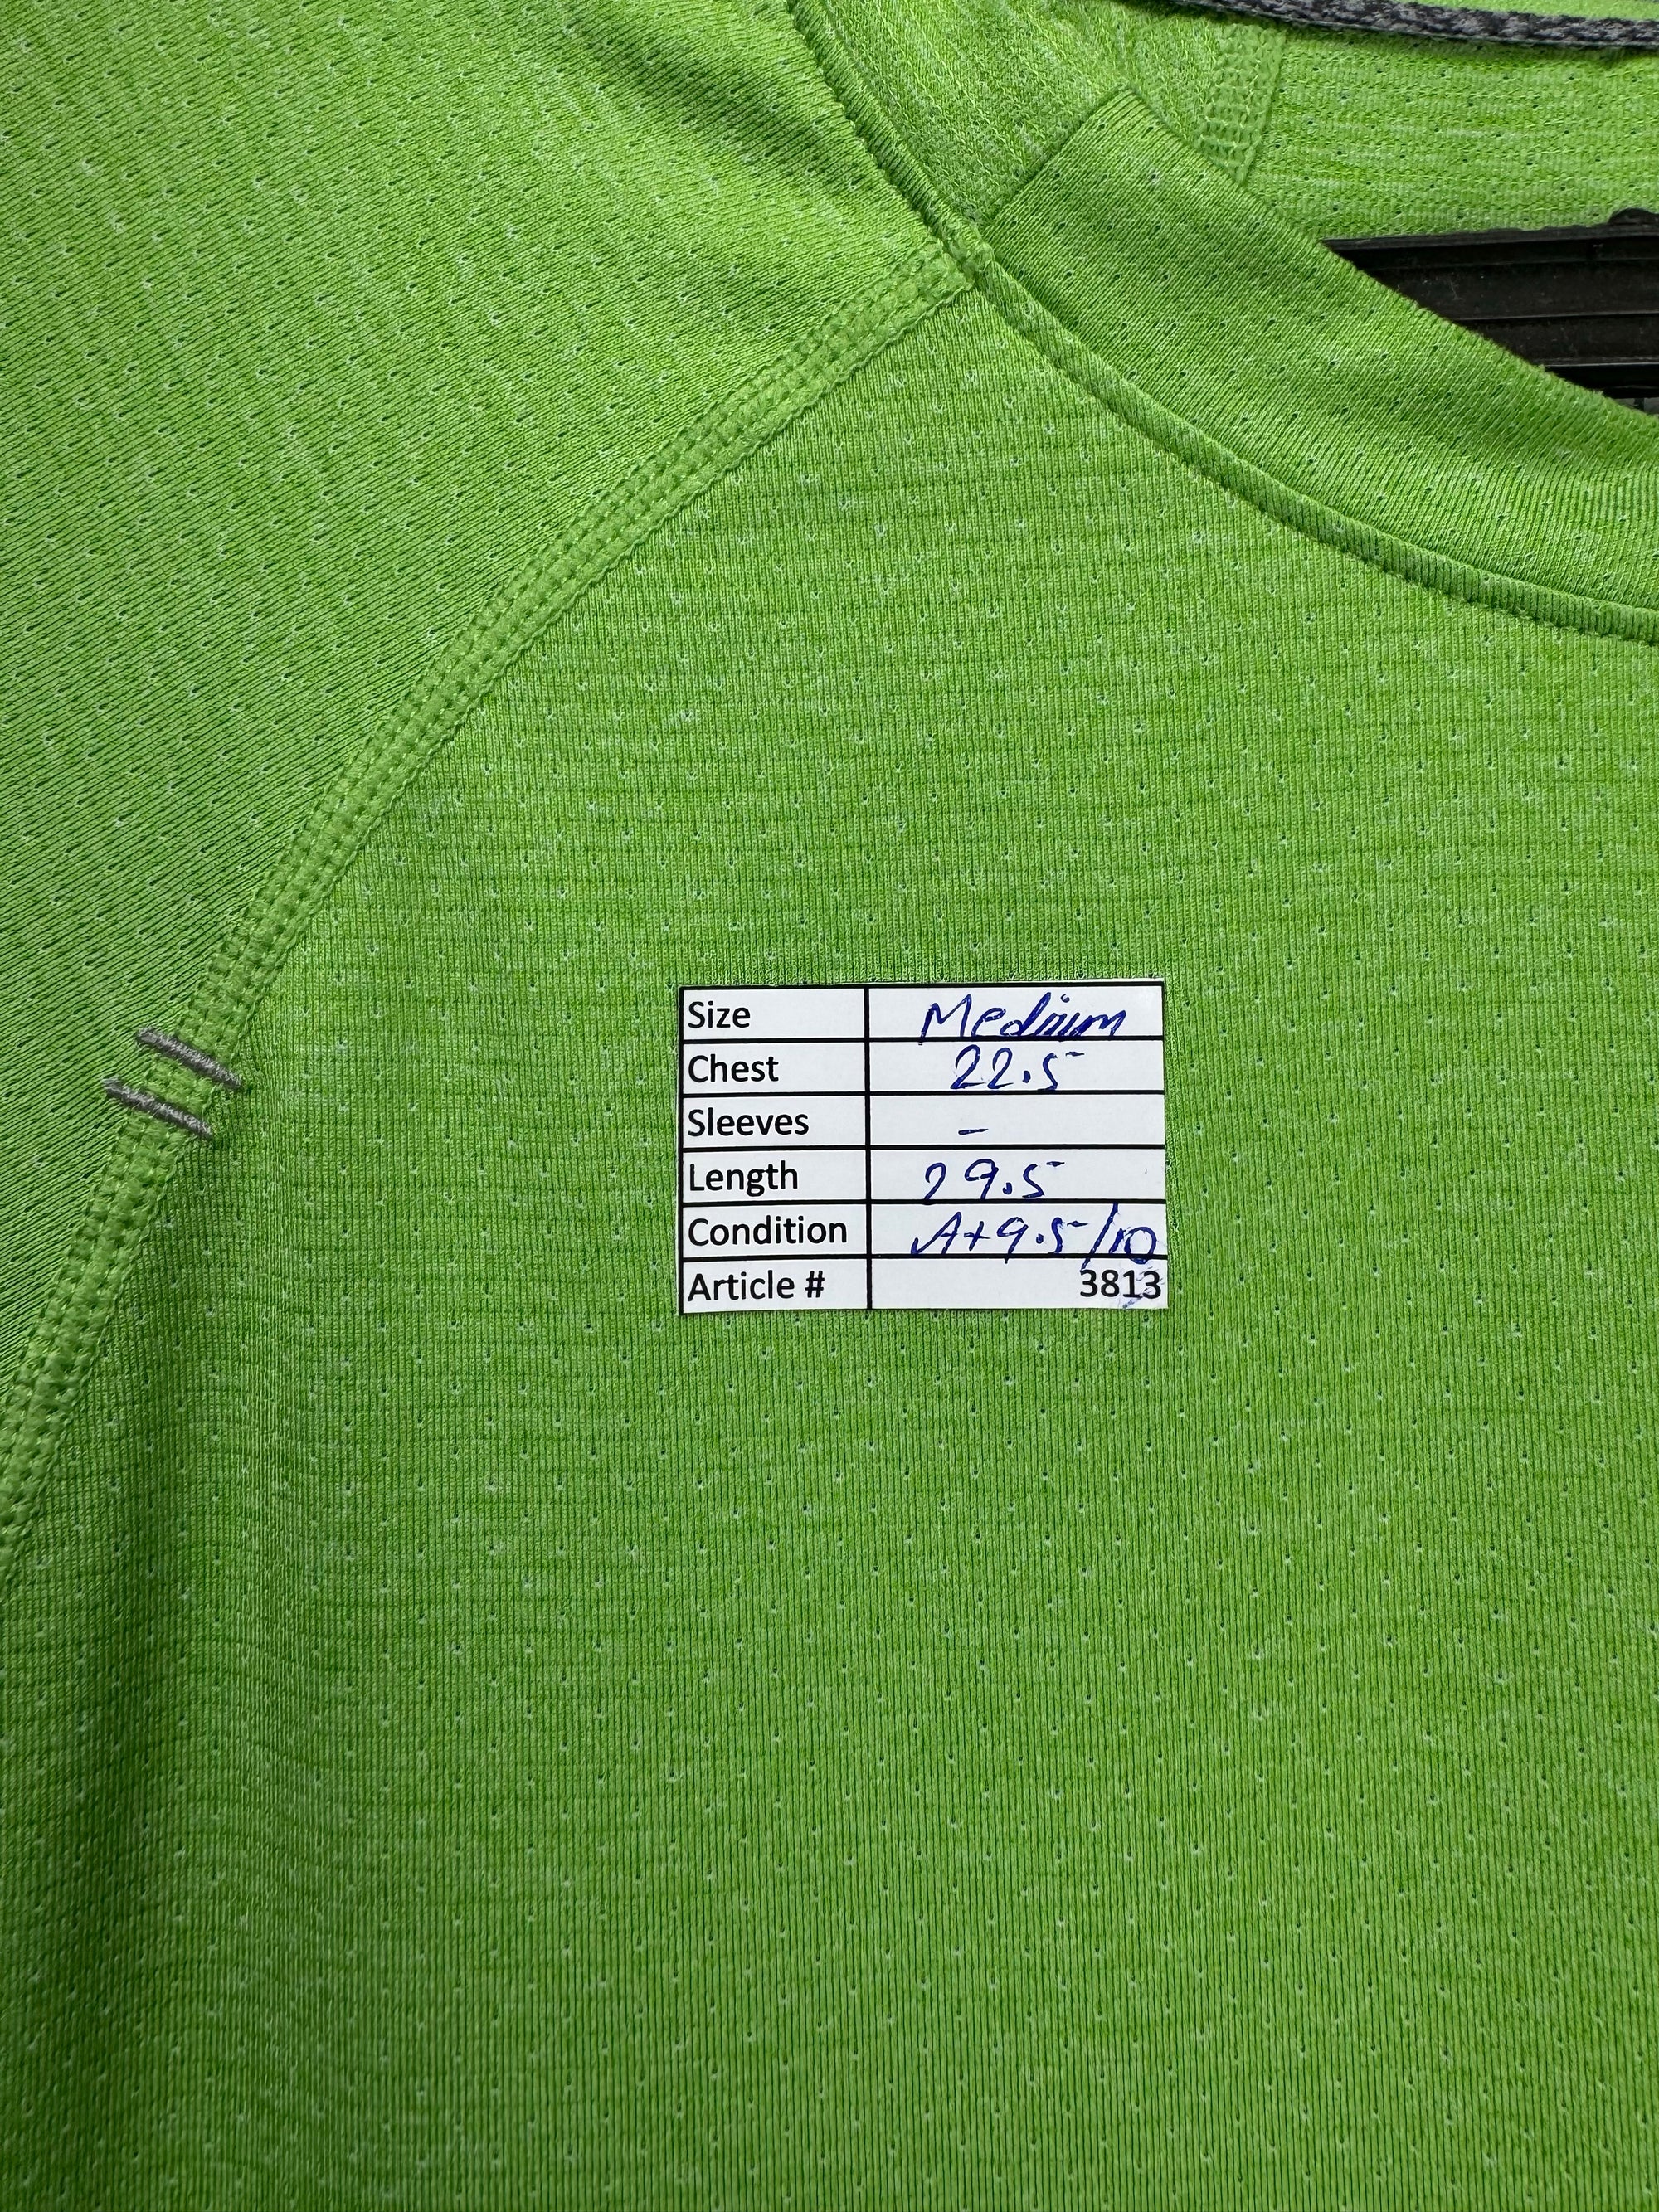 Size Medium
Chest 22.5
Sleeves -
Length 29.5
Condition A+9.5/10
Article # 3813